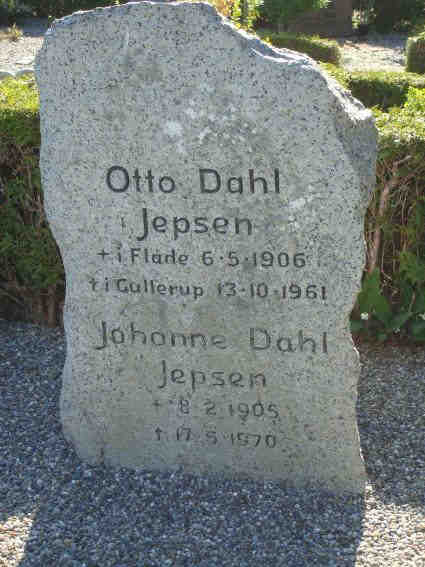 Otto Dahl
Jepsen
+ i Flade 6·5·1906
† i Gullerup 13·10·1961
Johanne Dahl
Jepsen
+ 8·2·1905
† 17·5·1970